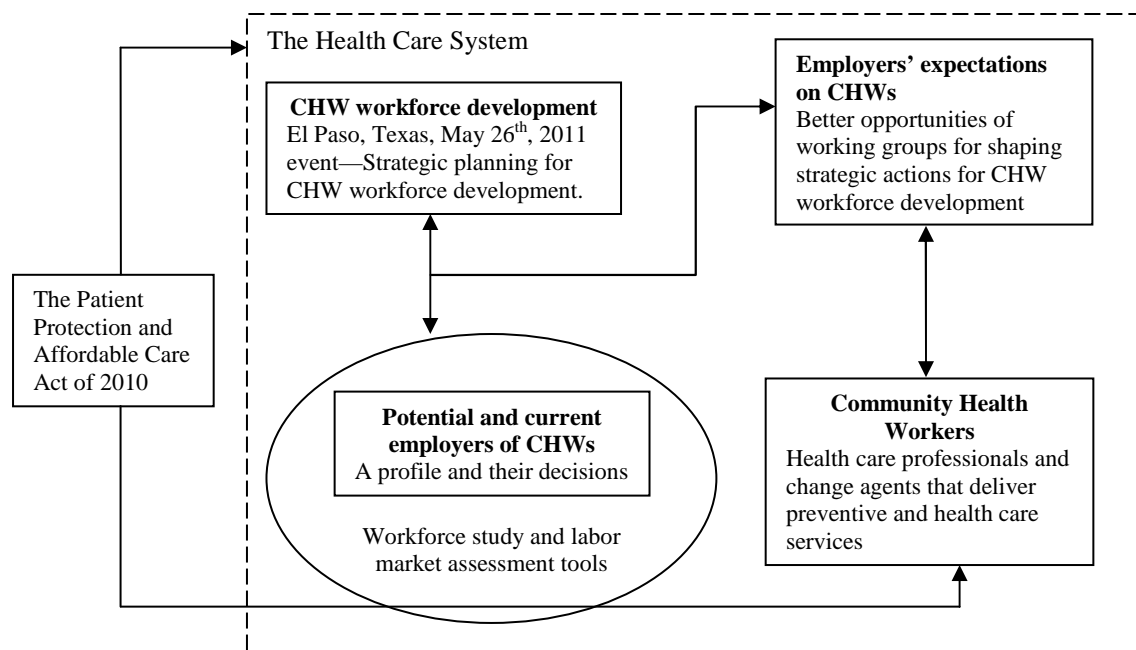 The Health Care System
CHW workforce development
El Paso, Texas, May 26th, 2011
event—Strategic planning for
CHW workforce development.
Employers’ expectations
on CHWs
Better opportunities of
working groups for shaping
strategic actions for CHW
workforce development
The Patient
Protection and
Affordable Care
Act of 2010
Potential and current
employers of CHWs
A profile and their decisions
Workforce study and labor
market assessment tools
Community Health
Workers
Health care professionals and
change agents that deliver
preventive and health care
services